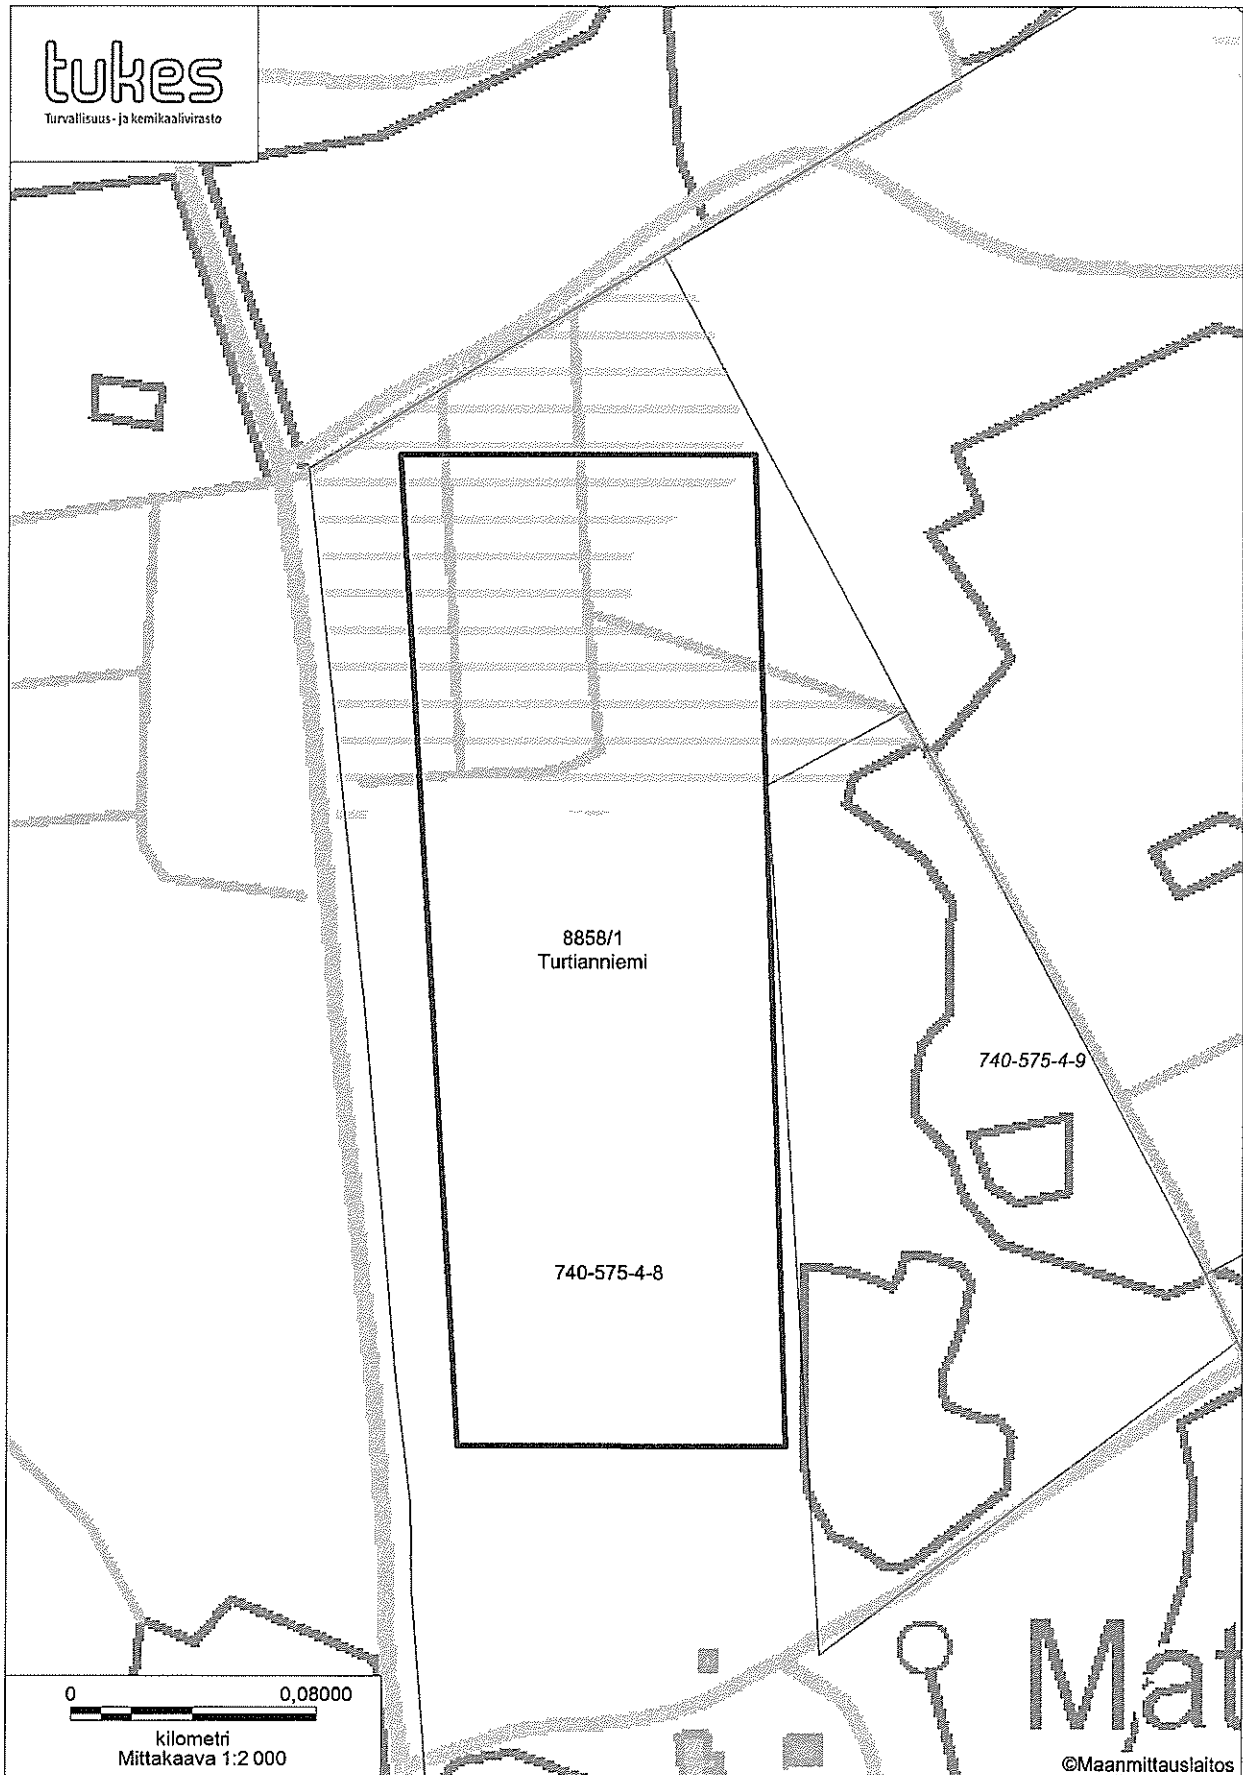 tukes
Turvallisuus- ja kemikaalivirasto
8858/1
Turtianniemi
740-575-4-9
740-575-4-8
0 0,08000
kilometri
Mittakaava 1:2 000
Mat
©Maanmittauslaitos